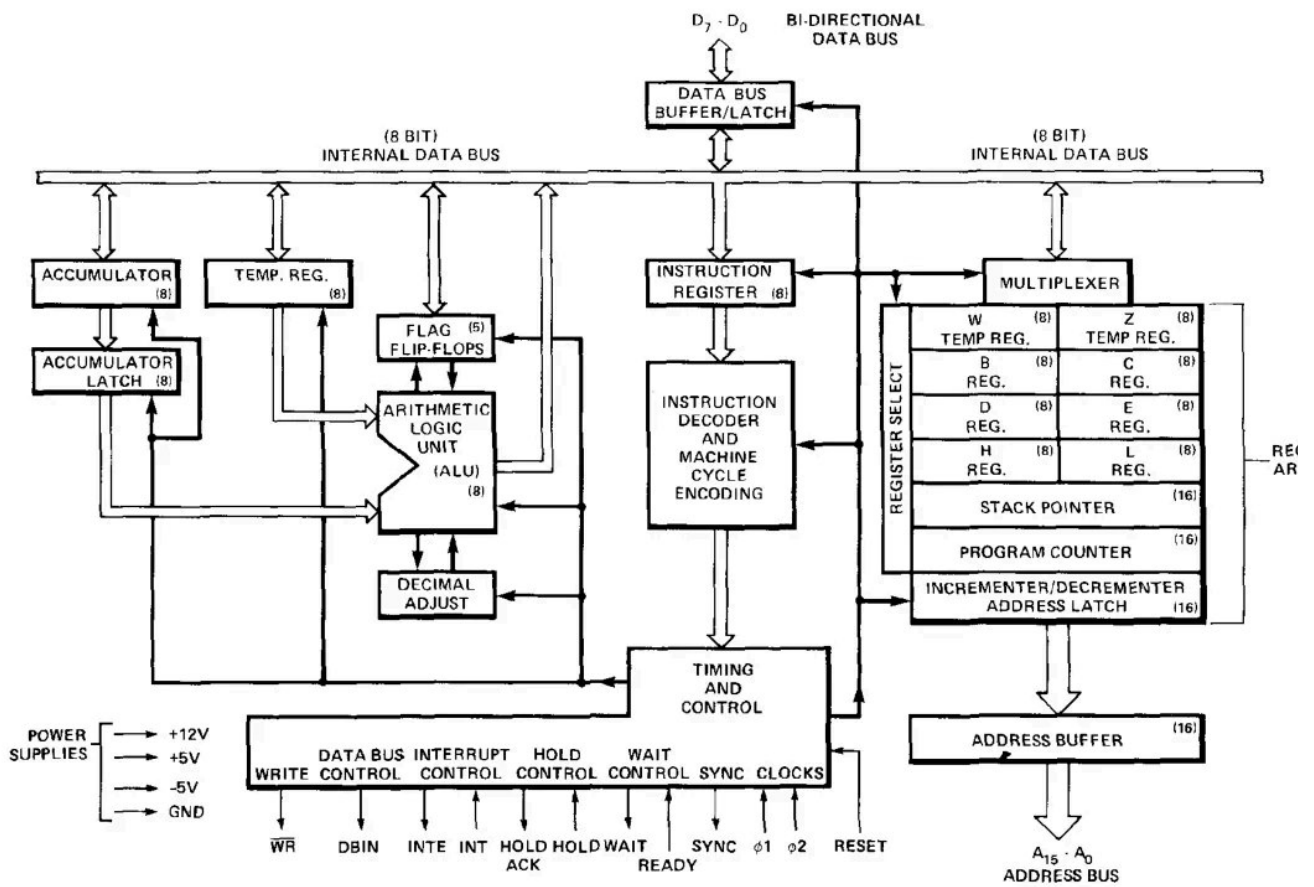 D7 - D0
BI-DIRECTIONAL
DATA BUS
DATA BUS
BUFFER/LATCH
(8 BIT)
INTERNAL DATA BUS
(8 BIT)
INTERNAL DATA BUS
ACCUMULATOR
(8)
TEMP. REG.
(8)
INSTRUCTION
REGISTER (8)
MULTIPLEXER
ACCUMULATOR
LATCH (8)
FLAG (5)
FLIP-FLOPS
ARITHMETIC
LOGIC
UNIT
(ALU)
(8)
DECIMAL
ADJUST
INSTRUCTION
DECODER
AND
MACHINE
CYCLE
ENCODING
REGISTER SELECT
W (8)
TEMP REG.
Z (8)
TEMP REG.
B (8)
REG.
C (8)
REG.
D (8)
REG.
E (8)
REG.
H (8)
REG.
L (8)
REG.
STACK POINTER (16)
PROGRAM COUNTER (16)
INCREMENTER/DECREMENTER
ADDRESS LATCH (16)
REG
AR
TIMING
AND
CONTROL
ADDRESS BUFFER (16)
POWER
SUPPLIES
+12V
+5V
-5V
GND
WRITE
DATA BUS
CONTROL
INTERRUPT
CONTROL
HOLD
CONTROL
WAIT
CONTROL
SYNC
CLOCKS
WR
DBIN
INTE
INT
HOLD
ACK
HOLD
WAIT
READY
SYNC
φ1
φ2
RESET
A15 - A0
ADDRESS BUS